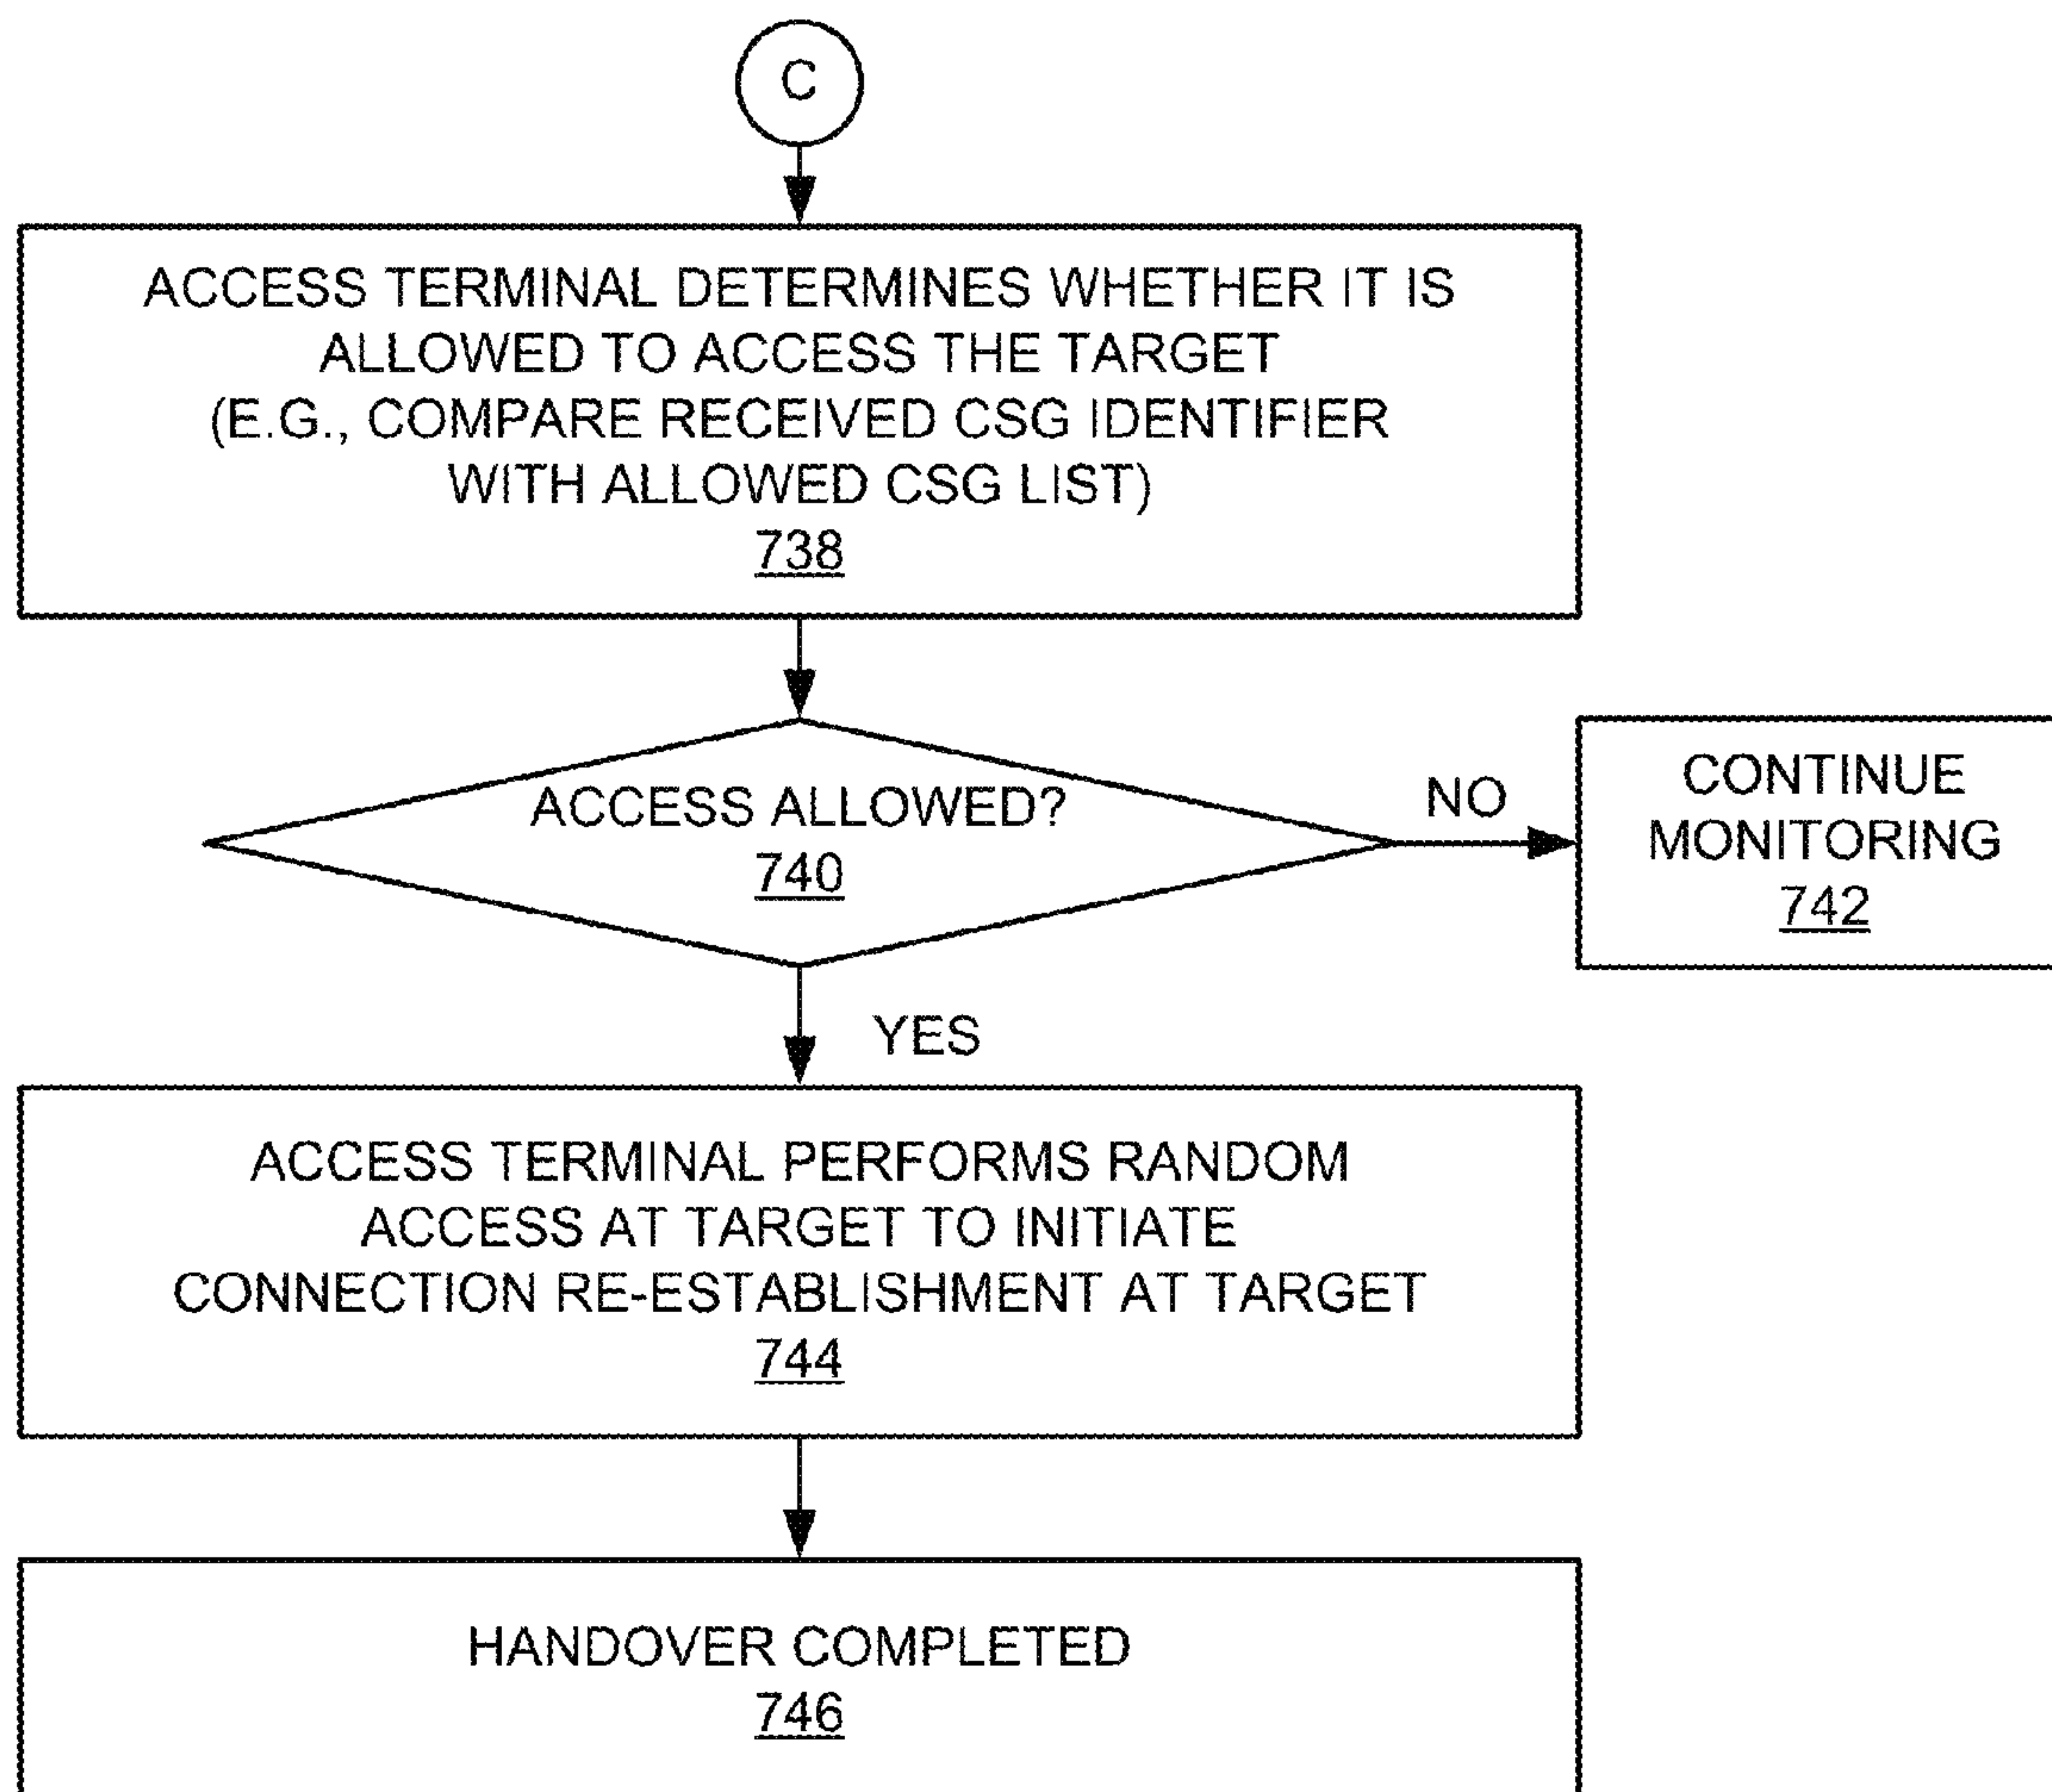 C
ACCESS TERMINAL DETERMINES WHETHER IT IS
ALLOWED TO ACCESS THE TARGET
(E.G., COMPARE RECEIVED CSG IDENTIFIER
WITH ALLOWED CSG LIST)
738
ACCESS ALLOWED?
740
NO
CONTINUE
MONITORING
742
YES
ACCESS TERMINAL PERFORMS RANDOM
ACCESS AT TARGET TO INITIATE
CONNECTION RE-ESTABLISHMENT AT TARGET
744
HANDOVER COMPLETED
746